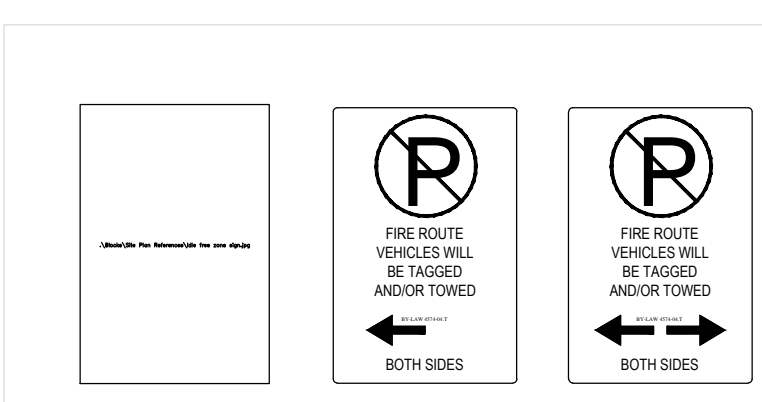 .\Blocks\Site Plan References\idle free zone sign.jpg
P
FIRE ROUTE
VEHICLES WILL
BE TAGGED
AND/OR TOWED
BY-LAW 4574-04.T
BOTH SIDES
P
FIRE ROUTE
VEHICLES WILL
BE TAGGED
AND/OR TOWED
BY-LAW 4574-04.T
BOTH SIDES